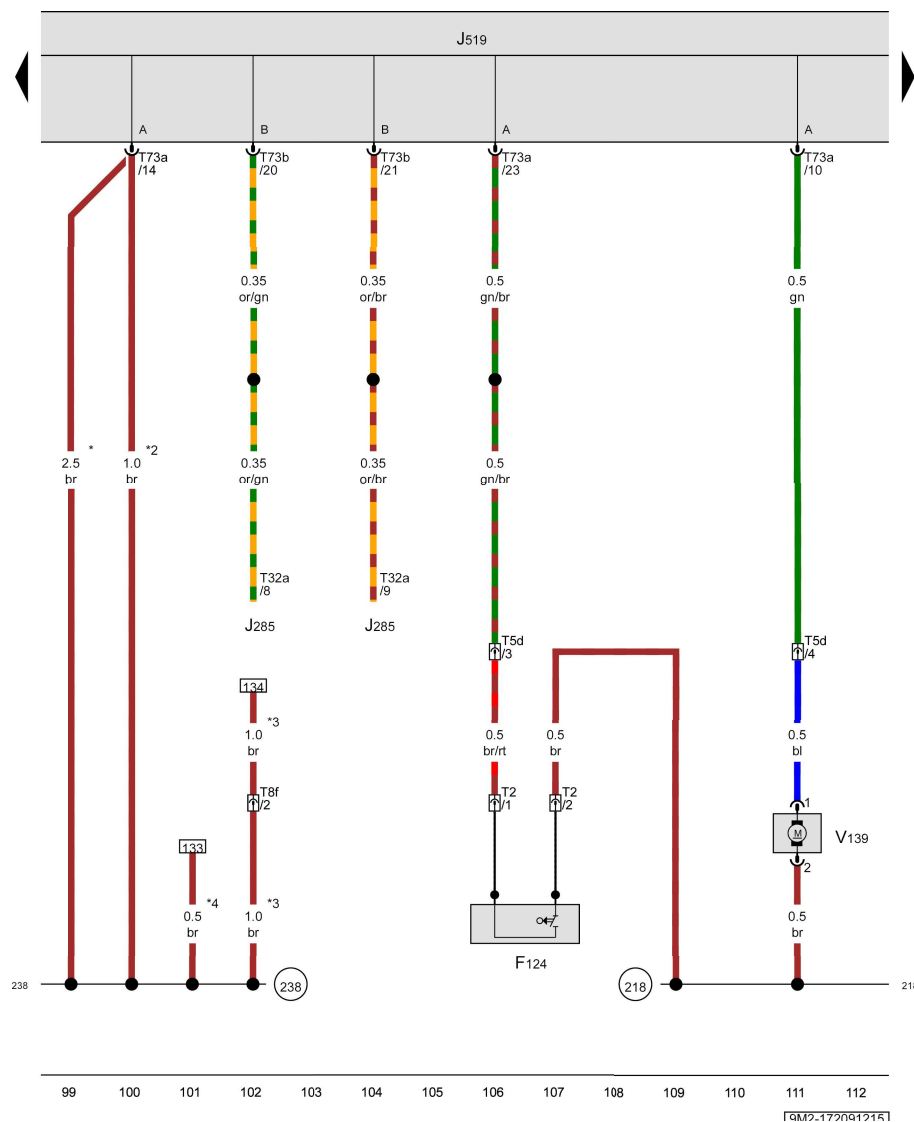 J519
A B B A A
T73a T73b T73b T73a T73a
/14 /20 /21 /23 /10
0.35 0.35 0.5 0.5
or/gn or/br gn/br gn
* *2
2.5 1.0 0.35 0.35 0.5
br br or/gn or/br gn/br
T32a T32a
/8 /9
J285 J285
T5d T5d
/3 /4
134
*3
1.0 0.5 0.5 0.5
br br/rt br bl
T8f T2 T2 1
/2 /1 /2
M V139
133
2
*4 *3
0.5 1.0 0.5
br br br
F124
238 238 218 218
99 100 101 102 103 104 105 106 107 108 109 110 111 112
9M2-172091215